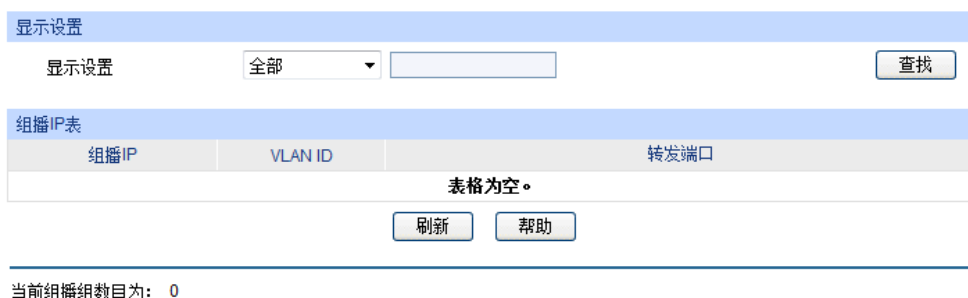 显示设置
显示设置 全部 查找
组播IP表
组播IP VLAN ID 转发端口
表格为空。
刷新 帮助
当前组播组数目为： 0